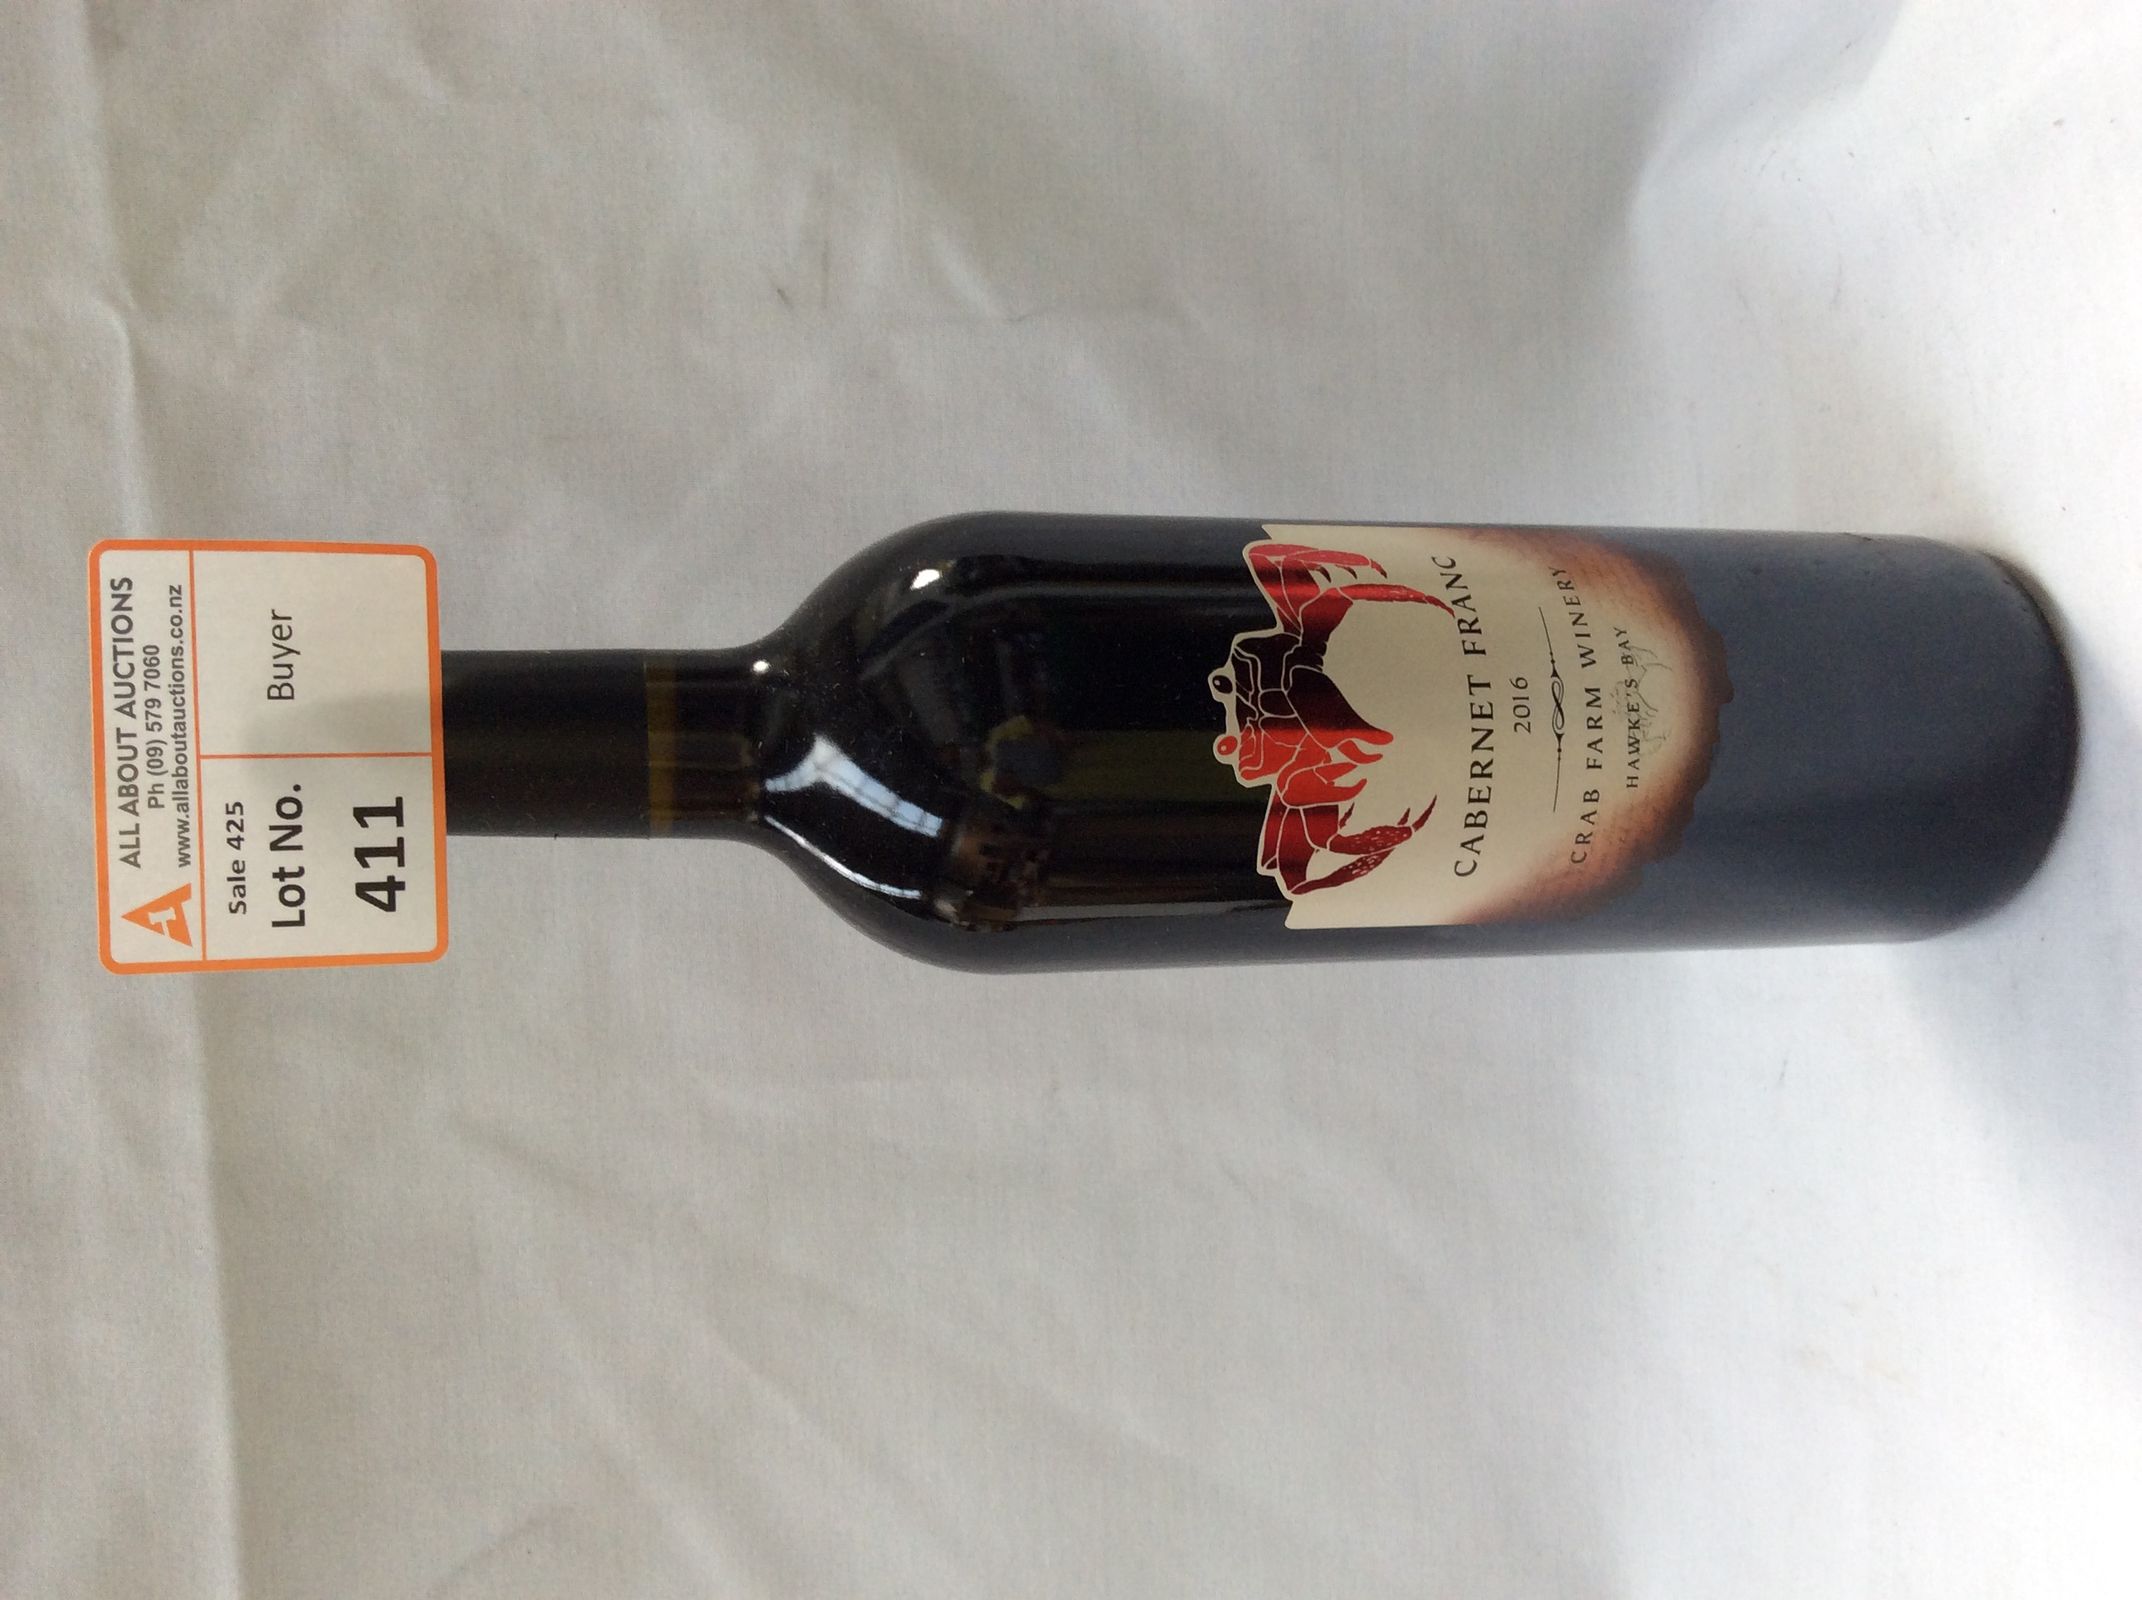 ALL ABOUT AUCTIONS
Ph (09) 579 7060
www.allaboutauctions.co.nz
Sale 425
Lot No.
411
Buyer
CABERNET FRANC
2016
CRAB FARM WINERY
HAWKE'S BAY